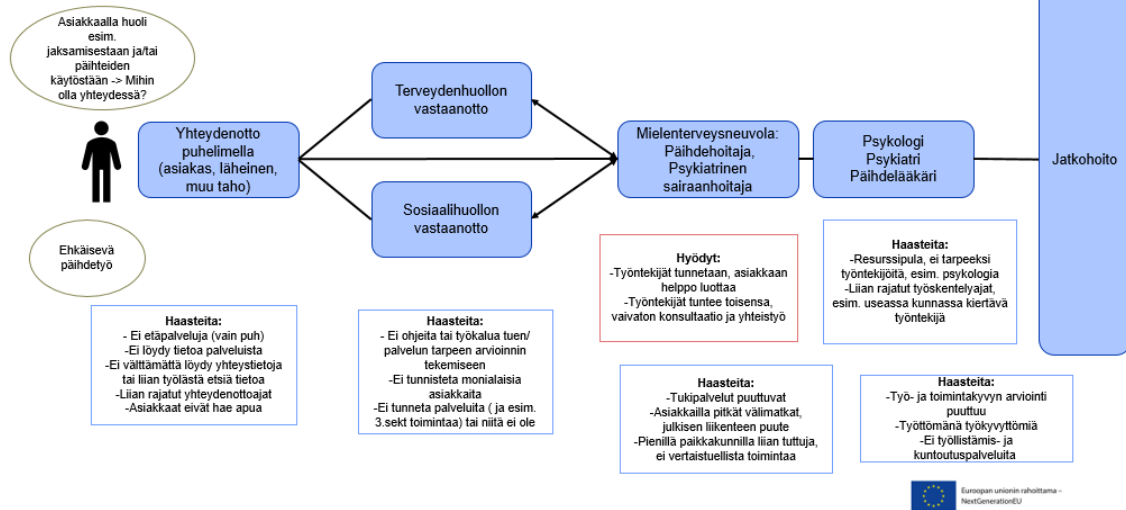 Asiakkaalla huoli
esim.
jaksamisestaan ja/tai
päihteiden
käytöstään -> Mihin
olla yhteydessä?
Yhteydenotto
puhelimella
(asiakas, läheinen,
muu taho)
Ehkäisevä
päihdetyö
Terveydenhuollon
vastaanotto
Sosiaalihuollon
vastaanotto
Mielenterveysneuvola:
Päihdehoitaja,
Psykiatrinen
sairaanhoitaja
Psykologi
Psykiatri
Päihdelääkäri
Jatkohoito
Haasteita:
- Ei etäpalveluja (vain puh)
-Ei löydy tietoa palveluista
-Ei välttämättä löydy yhteystietoja
tai liian työlästä etsiä tietoa
-Liian rajatut yhteydenottoajat
-Asiakkaat eivät hae apua
Haasteita:
-Ei ohjeita tai työkalua tuen/
palvelun tarpeen arvioinnin
tekemiseen
-Ei tunnisteta monialaisia
asiakkaita
-Ei tunneta palveluita ( ja esim.
3.sekt toimintaa) tai niitä ei ole
Hyödyt:
-Työntekijät tunnetaan, asiakkaan
helppo luottaa
-Työntekijät tuntee toisensa,
vaivaton konsultaatio ja yhteistyö
Haasteita:
-Resurssipula, ei tarpeeksi
työntekijöitä, esim. psykologia
-Liian rajatut työskentelyajat,
esim. useassa kunnassa kiertävä
työntekijä
Haasteita:
-Tukipalvelut puuttuvat
-Asiakkailla pitkät välimatkat,
julkisen liikenteen puute
-Pienillä paikkakunnilla liian tuttuja,
ei vertaistuellista toimintaa
Haasteita:
-Työ- ja toimintakyvyn arviointi
puuttuu
-Työttömänä työkyvyttömiä
-Ei työllistämis- ja
kuntoutuspalveluita
Euroopan unionin rahoittama –
NextGenerationEU